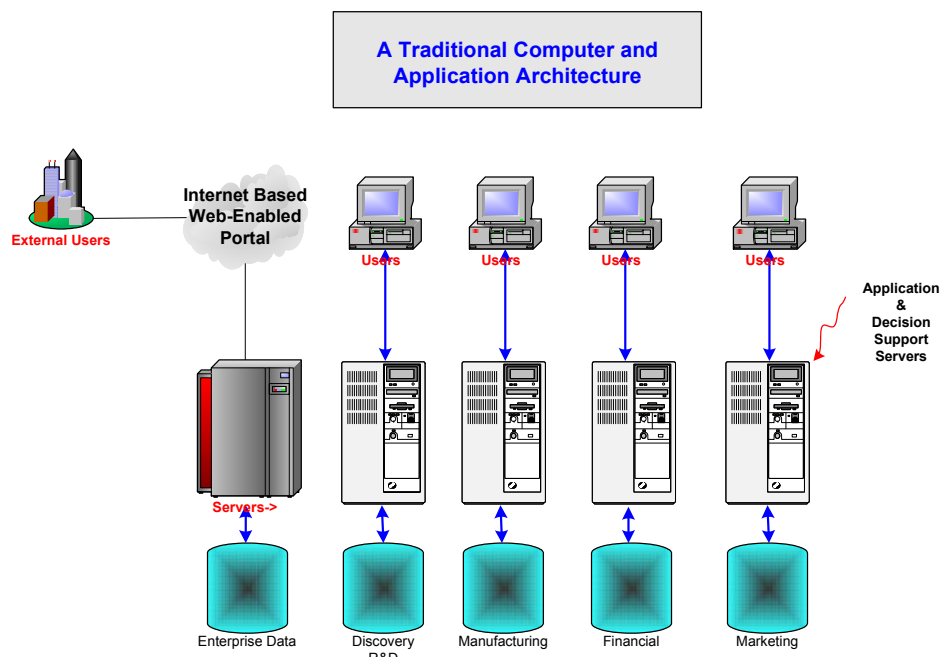 A Traditional Computer and
Application Architecture
Internet Based
Web-Enabled
Portal
External Users
Users
Users
Users
Users
Application
&
Decision
Support
Servers
Servers->
Enterprise Data
Discovery
R&D
Manufacturing
Financial
Marketing